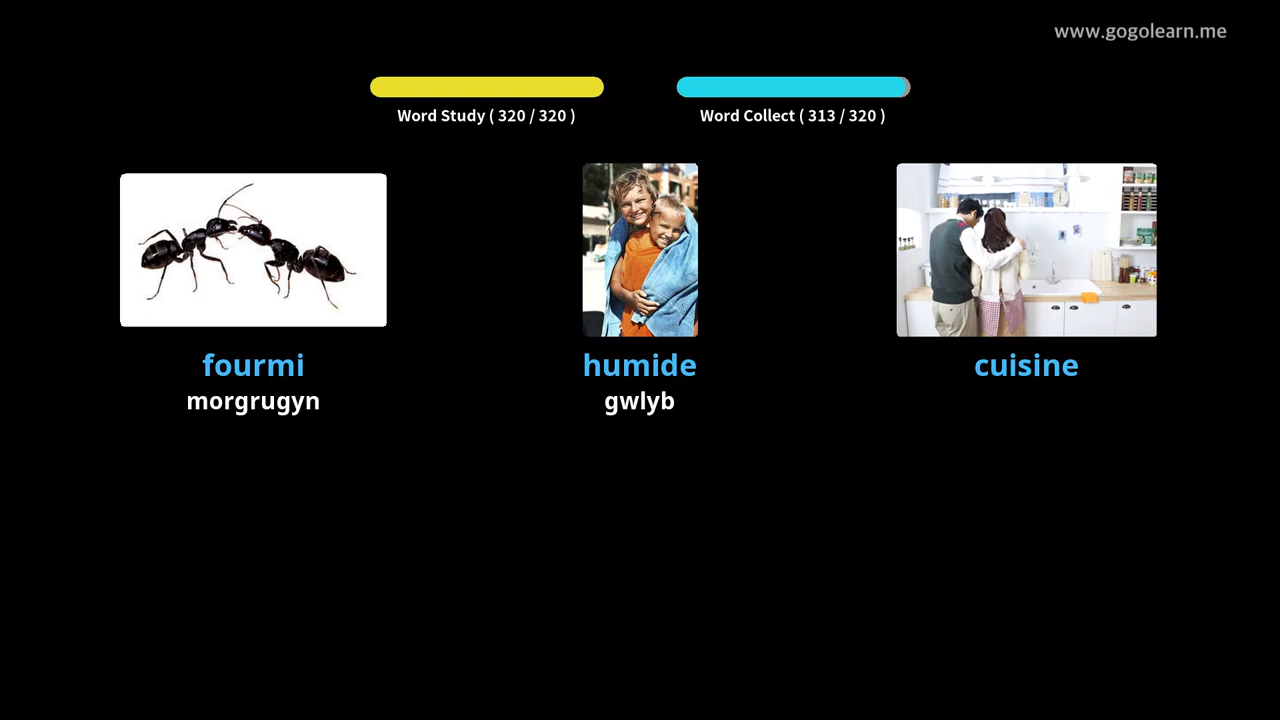 www.gogolearn.me
Word Study ( 320 / 320 )
Word Collect ( 313 / 320 )
fourmi
morgrugyn
humide
gwlyb
cuisine